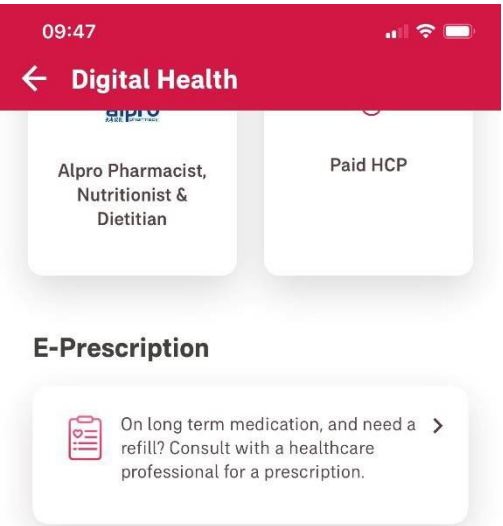 09:47
Digital Health
alpro
Alpro Pharmacist,
Nutritionist &
Dietitian
Paid HCP
E-Prescription
On long term medication, and need a
refill? Consult with a healthcare
professional for a prescription.